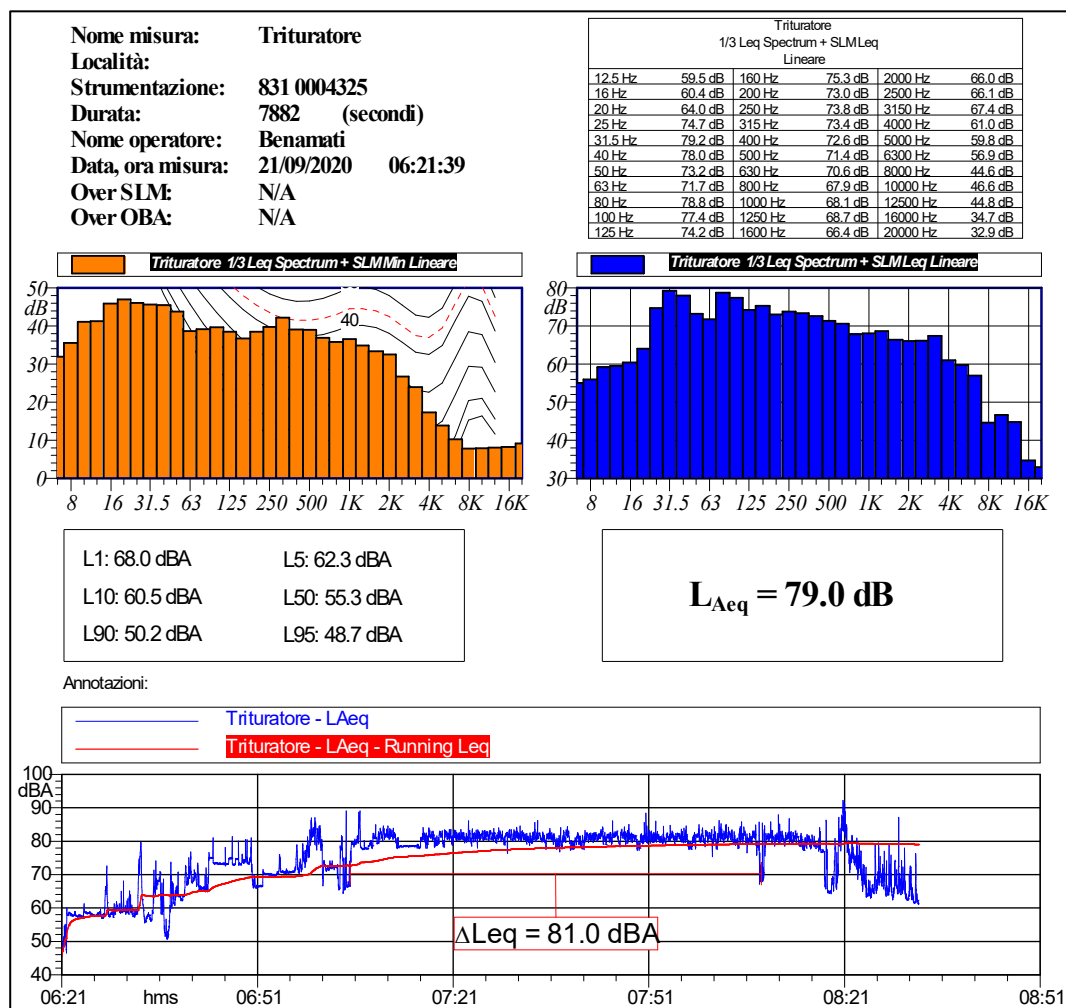 Nome misura: Trituratore
Località:
Strumentazione: 831 0004325
Durata: 7882 (secondi)
Nome operatore: Benamati
Data, ora misura: 21/09/2020 06:21:39
Over SLM: N/A
Over OBA: N/A
Trituratore
1/3 Leq Spectrum + SLM Leq
Lineare
12.5 Hz 59.5 dB 160 Hz 75.3 dB 2000 Hz 66.0 dB
16 Hz 60.4 dB 200 Hz 73.0 dB 2500 Hz 66.1 dB
20 Hz 64.0 dB 250 Hz 73.8 dB 3150 Hz 67.4 dB
25 Hz 74.7 dB 315 Hz 73.4 dB 4000 Hz 61.0 dB
31.5 Hz 79.2 dB 400 Hz 72.6 dB 5000 Hz 59.8 dB
40 Hz 78.0 dB 500 Hz 71.4 dB 6300 Hz 56.9 dB
50 Hz 73.2 dB 630 Hz 70.6 dB 8000 Hz 44.6 dB
63 Hz 71.7 dB 800 Hz 67.9 dB 10000 Hz 46.6 dB
80 Hz 78.8 dB 1000 Hz 68.1 dB 12500 Hz 44.8 dB
100 Hz 77.4 dB 1250 Hz 68.7 dB 16000 Hz 34.7 dB
125 Hz 74.2 dB 1600 Hz 66.4 dB 20000 Hz 32.9 dB
Trituratore 1/3 Leq Spectrum + SLM Min Lineare
50
dB
40
30
20
10
0
40
8 16 31.5 63 125 250 500 1K 2K 4K 8K 16K
Trituratore 1/3 Leq Spectrum + SLM Leq Lineare
80
dB
70
60
50
40
30
8 16 31.5 63 125 250 500 1K 2K 4K 8K 16K
L1: 68.0 dBA L5: 62.3 dBA
L10: 60.5 dBA L50: 55.3 dBA
L90: 50.2 dBA L95: 48.7 dBA
LAeq = 79.0 dB
Annotazioni:
Trituratore - LAeq
Trituratore - LAeq - Running Leq
100
dBA
90
80
70
60
50
40
ΔLeq = 81.0 dBA
06:21 hms 06:51 07:21 07:51 08:21 08:51